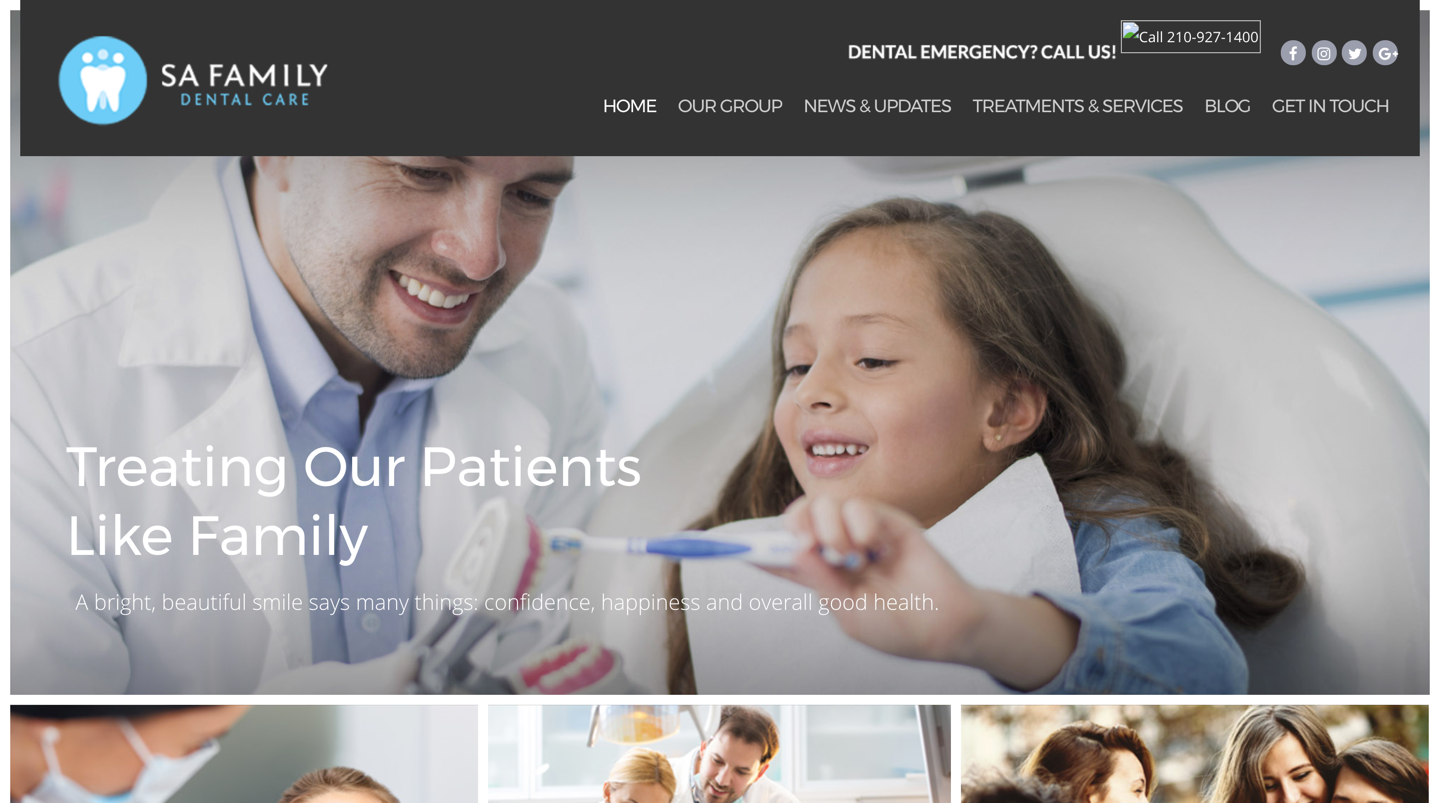 SA FAMILY
DENTAL CARE
DENTAL EMERGENCY? CALL US!
Call 210-927-1400
HOME OUR GROUP NEWS & UPDATES TREATMENTS & SERVICES BLOG GET IN TOUCH
Treating Our Patients
Like Family
A bright, beautiful smile says many things: confidence, happiness and overall good health.